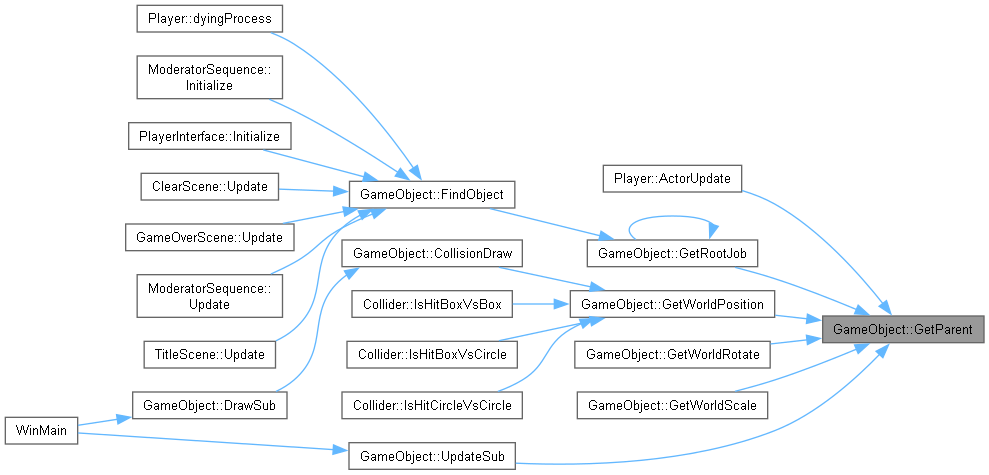 Player::dyingProcess
ModeratorSequence::
Initialize
PlayerInterface::Initialize
ClearScene::Update
GameOverScene::Update
ModeratorSequence::
Update
TitleScene::Update
GameObject::DrawSub
WinMain
GameObject::FindObject
GameObject::CollisionDraw
Collider::IsHitBoxVsBox
Collider::IsHitBoxVsCircle
Collider::IsHitCircleVsCircle
GameObject::UpdateSub
Player::ActorUpdate
GameObject::GetRootJob
GameObject::GetWorldPosition
GameObject::GetWorldRotate
GameObject::GetWorldScale
GameObject::GetParent